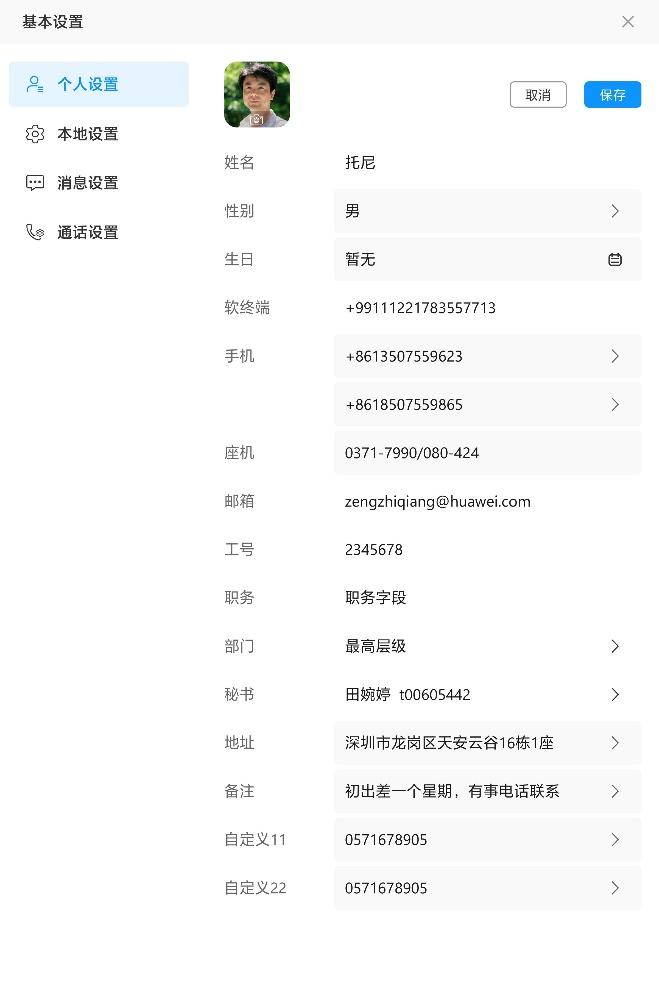 基本设置
个人设置
本地设置
消息设置
通话设置
取消
保存
姓名 托尼
性别 男
生日 暂无
软终端 +99111221783557713
手机 +8613507559623
+8618507559865
座机 0371-7990/080-424
邮箱 zengzhiqiang@huawei.com
工号 2345678
职务 职务字段
部门 最高层级
秘书 田婉婷 t00605442
地址 深圳市龙岗区天安云谷16栋1座
备注 初出差一个星期，有事电话联系
自定义11 0571678905
自定义22 0571678905